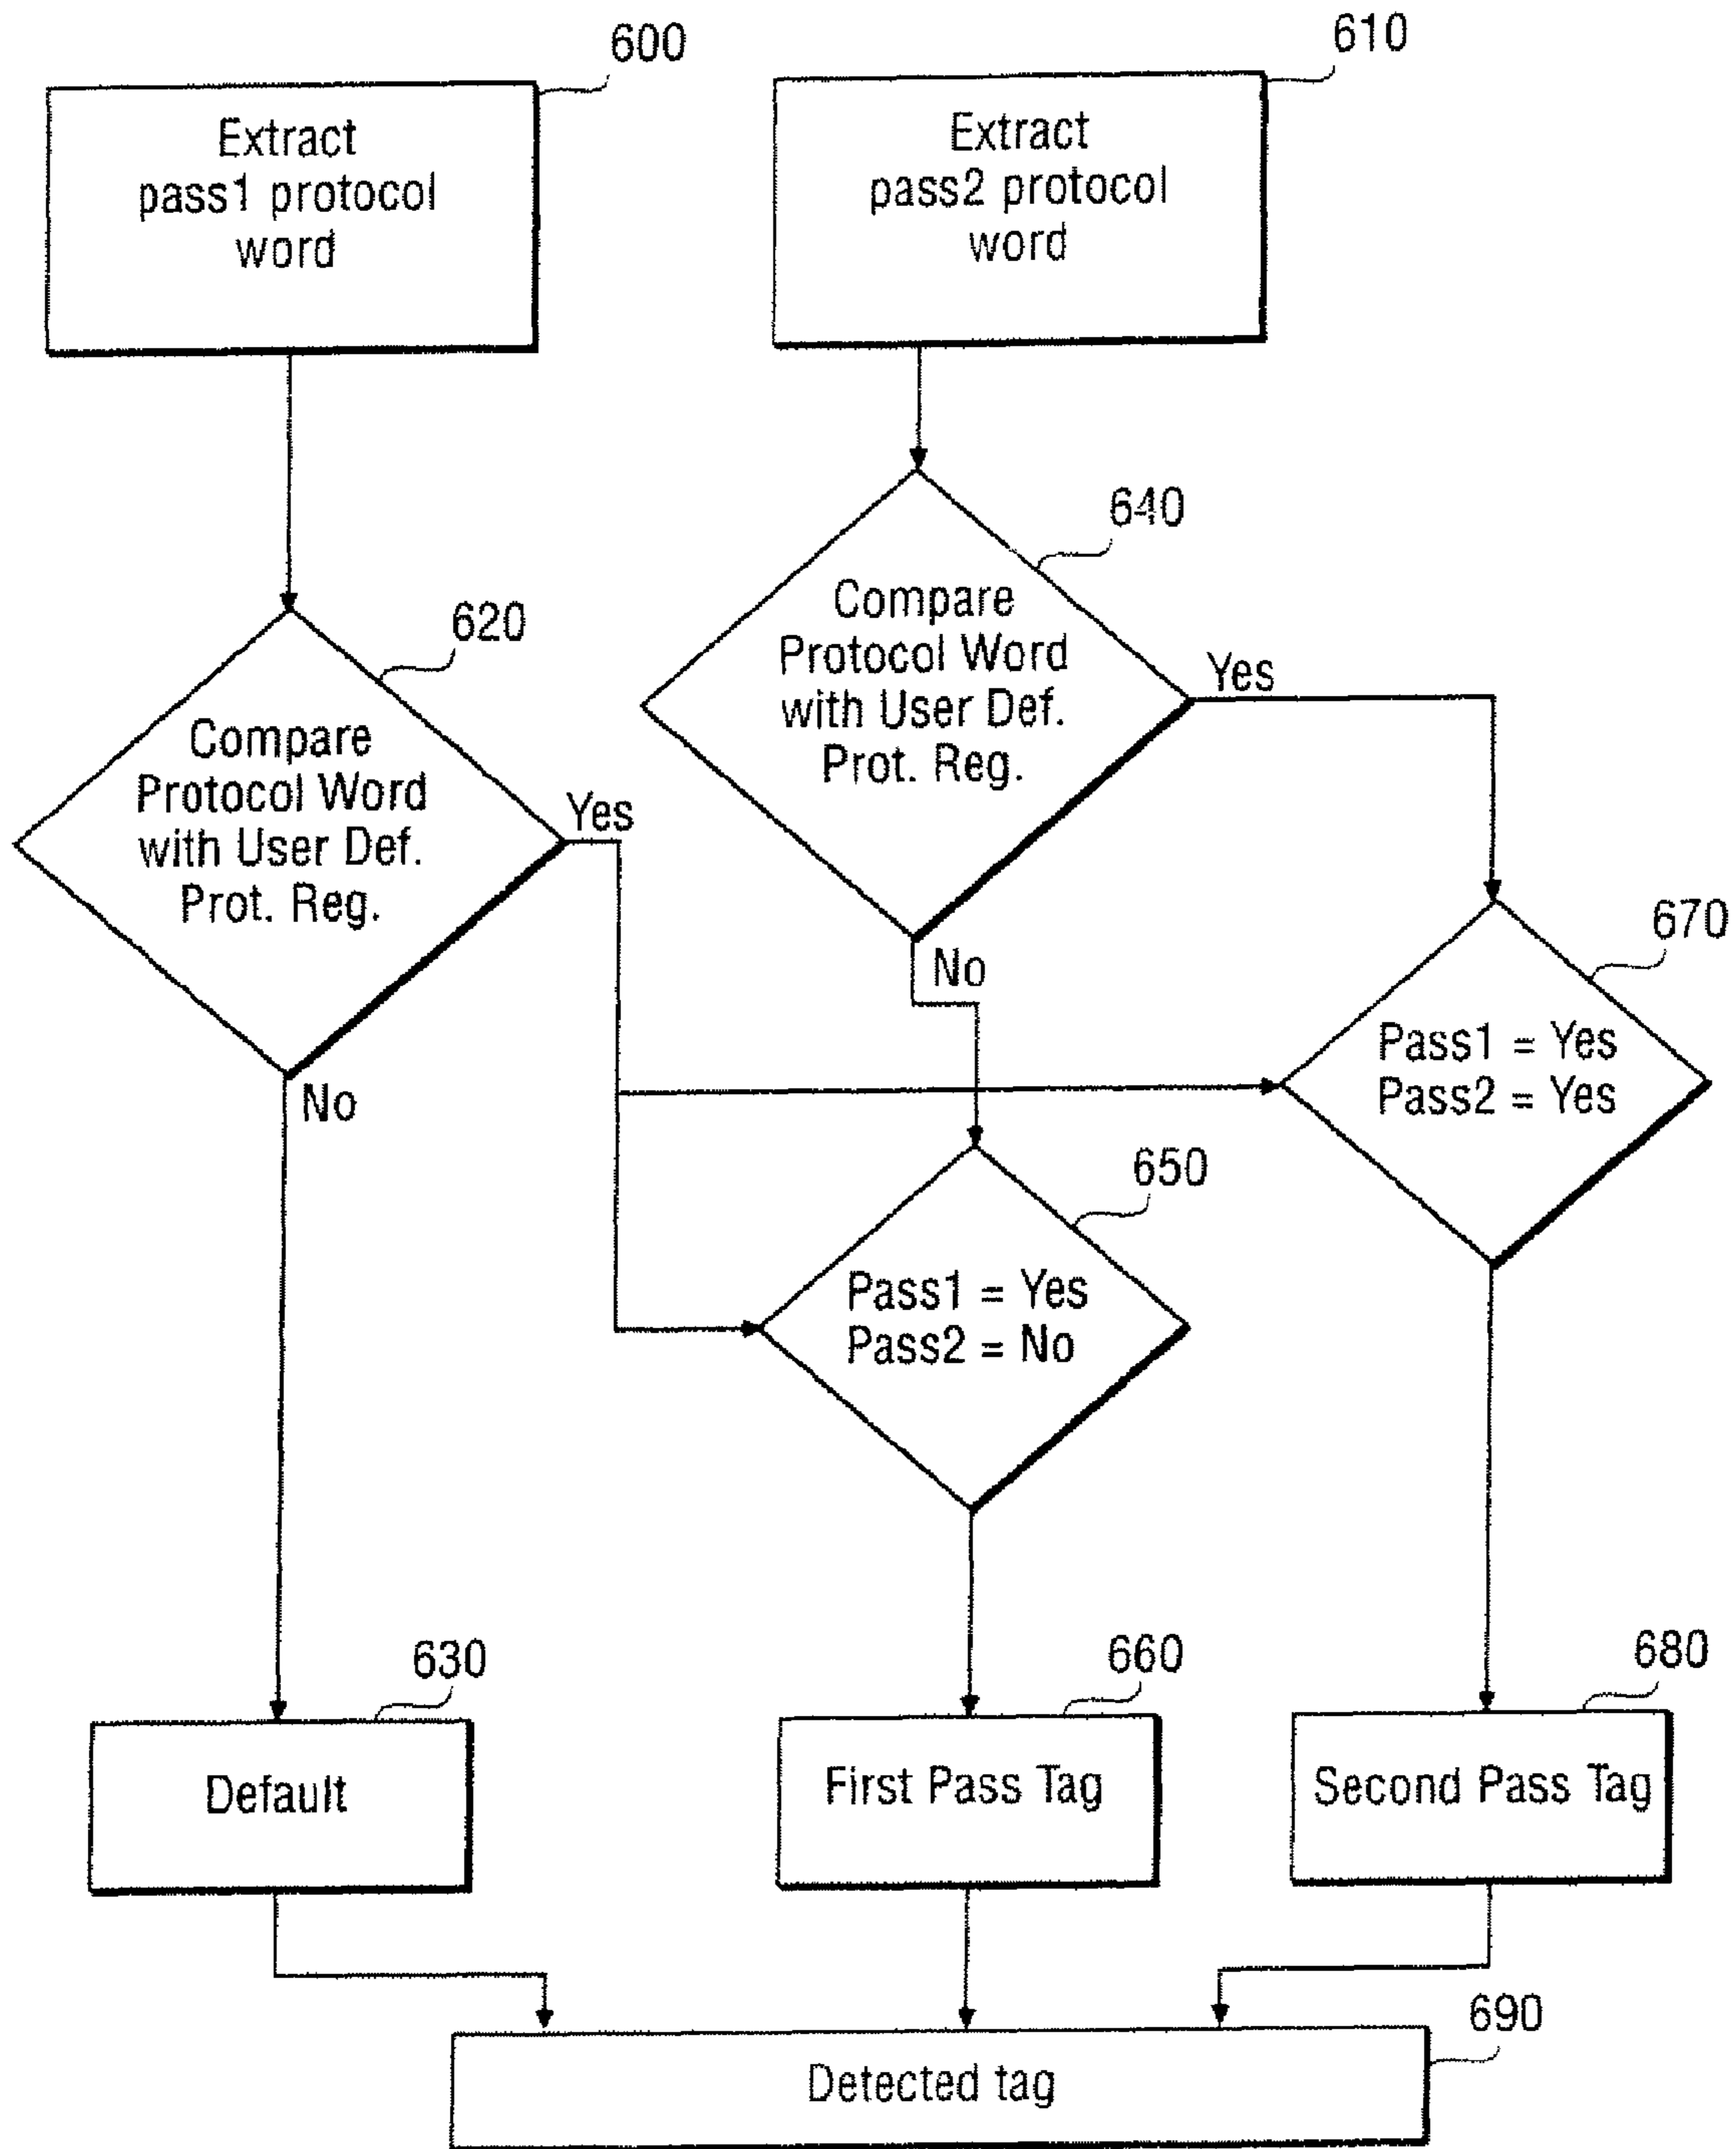 600
Extract
pass1 protocol
word
610
Extract
pass2 protocol
word
620
Compare
Protocol Word
with User Def.
Prot. Reg.
Yes
No
640
Compare
Protocol Word
with User Def.
Prot. Reg.
Yes
No
670
Pass1 = Yes
Pass2 = Yes
650
Pass1 = Yes
Pass2 = No
630
Default
660
First Pass Tag
680
Second Pass Tag
690
Detected tag